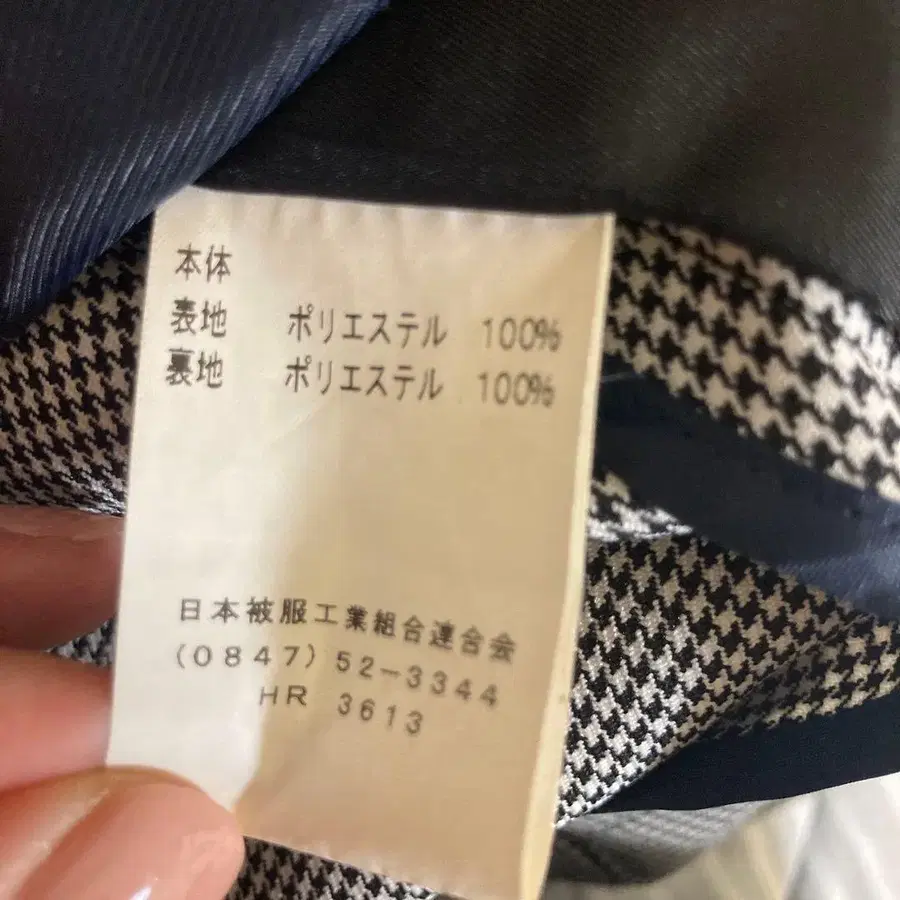 本体
表地 ポリエステル 100%
裏地 ポリエステル 100%
日本被服工業組合連合会
(0847) 52-3344
HR 3613